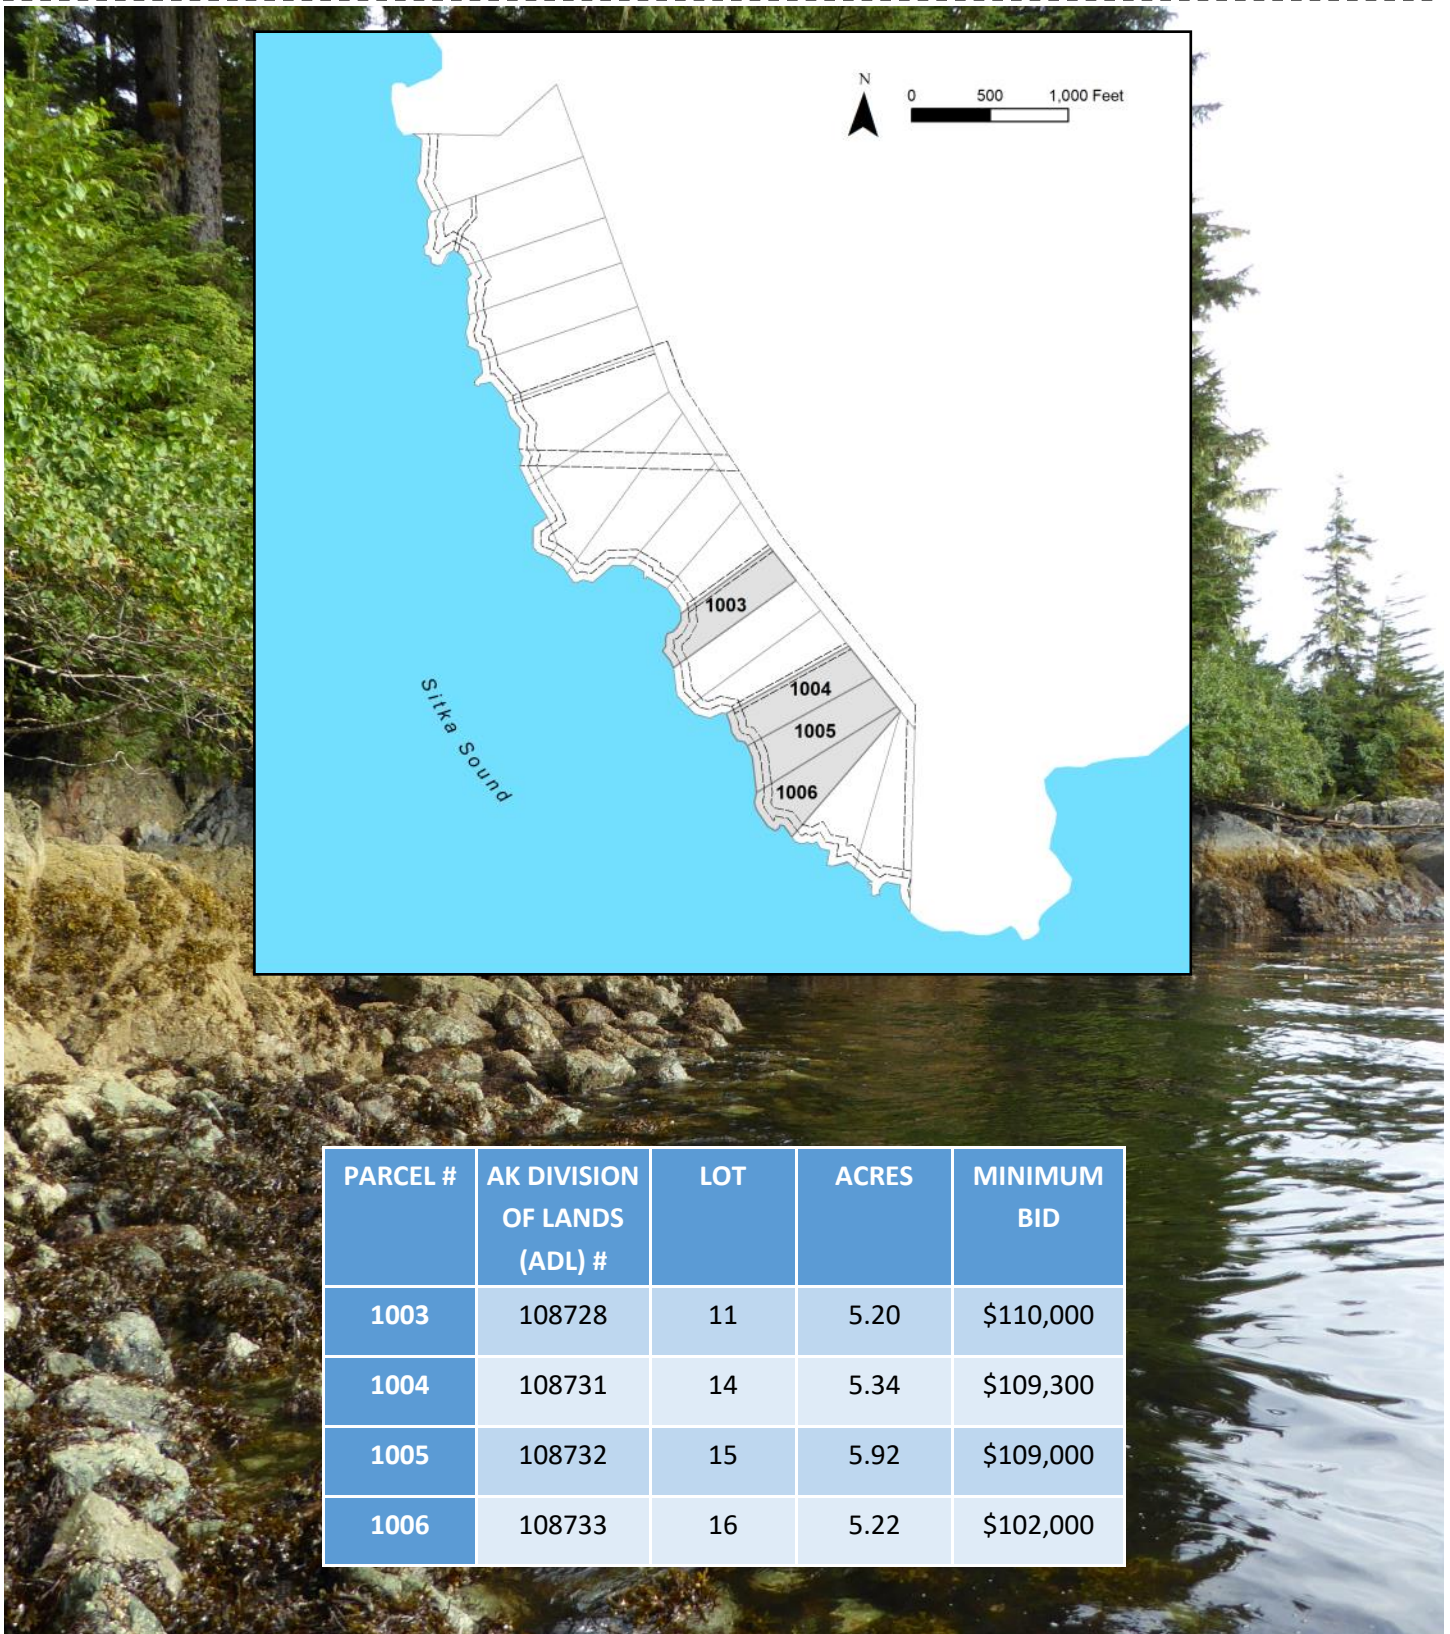 N
0 500 1,000 Feet
1003
1004
1005
1006
Sitka Sound
PARCEL # AK DIVISION OF LANDS (ADL) # LOT ACRES MINIMUM BID
1003 108728 11 5.20 $110,000
1004 108731 14 5.34 $109,300
1005 108732 15 5.92 $109,000
1006 108733 16 5.22 $102,000